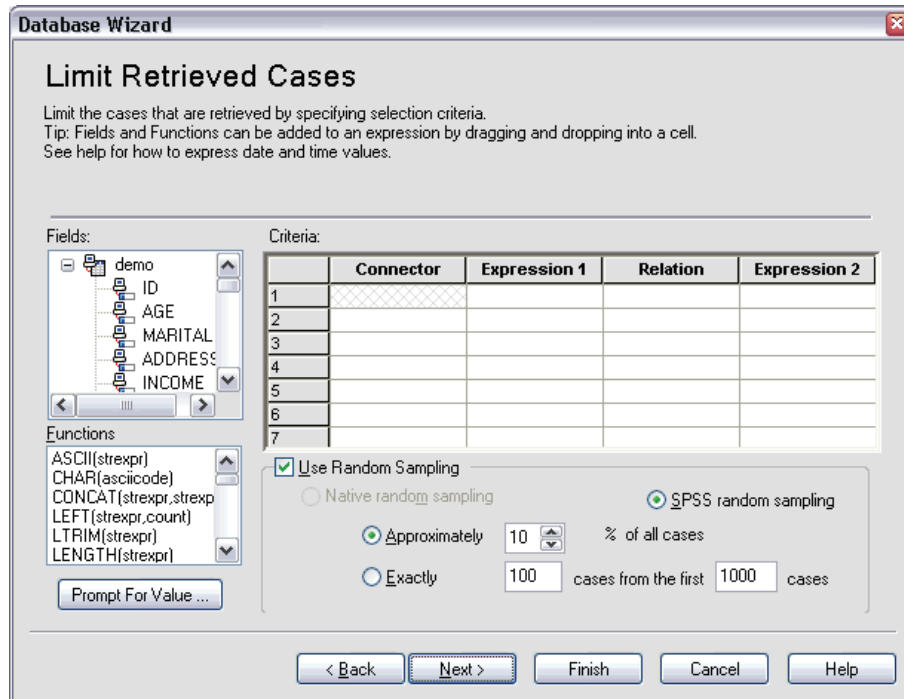 Database Wizard
Limit Retrieved Cases
Limit the cases that are retrieved by specifying selection criteria.
Tip: Fields and Functions can be added to an expression by dragging and dropping into a cell.
See help for how to express date and time values.
Fields:
demo
ID
AGE
MARITAL
ADDRESS
INCOME
Functions
ASCII(strexpr)
CHAR(asciicode)
CONCAT(strexpr,strexp
LEFT(strexpr,count)
LTRIM(strexpr)
LENGTH(strexpr)
Prompt For Value ...
Criteria:
Connector Expression 1 Relation Expression 2
1
2
3
4
5
6
7
Use Random Sampling
Native random sampling SPSS random sampling
Approximately 10 % of all cases
Exactly 100 cases from the first 1000 cases
< Back Next > Finish Cancel Help